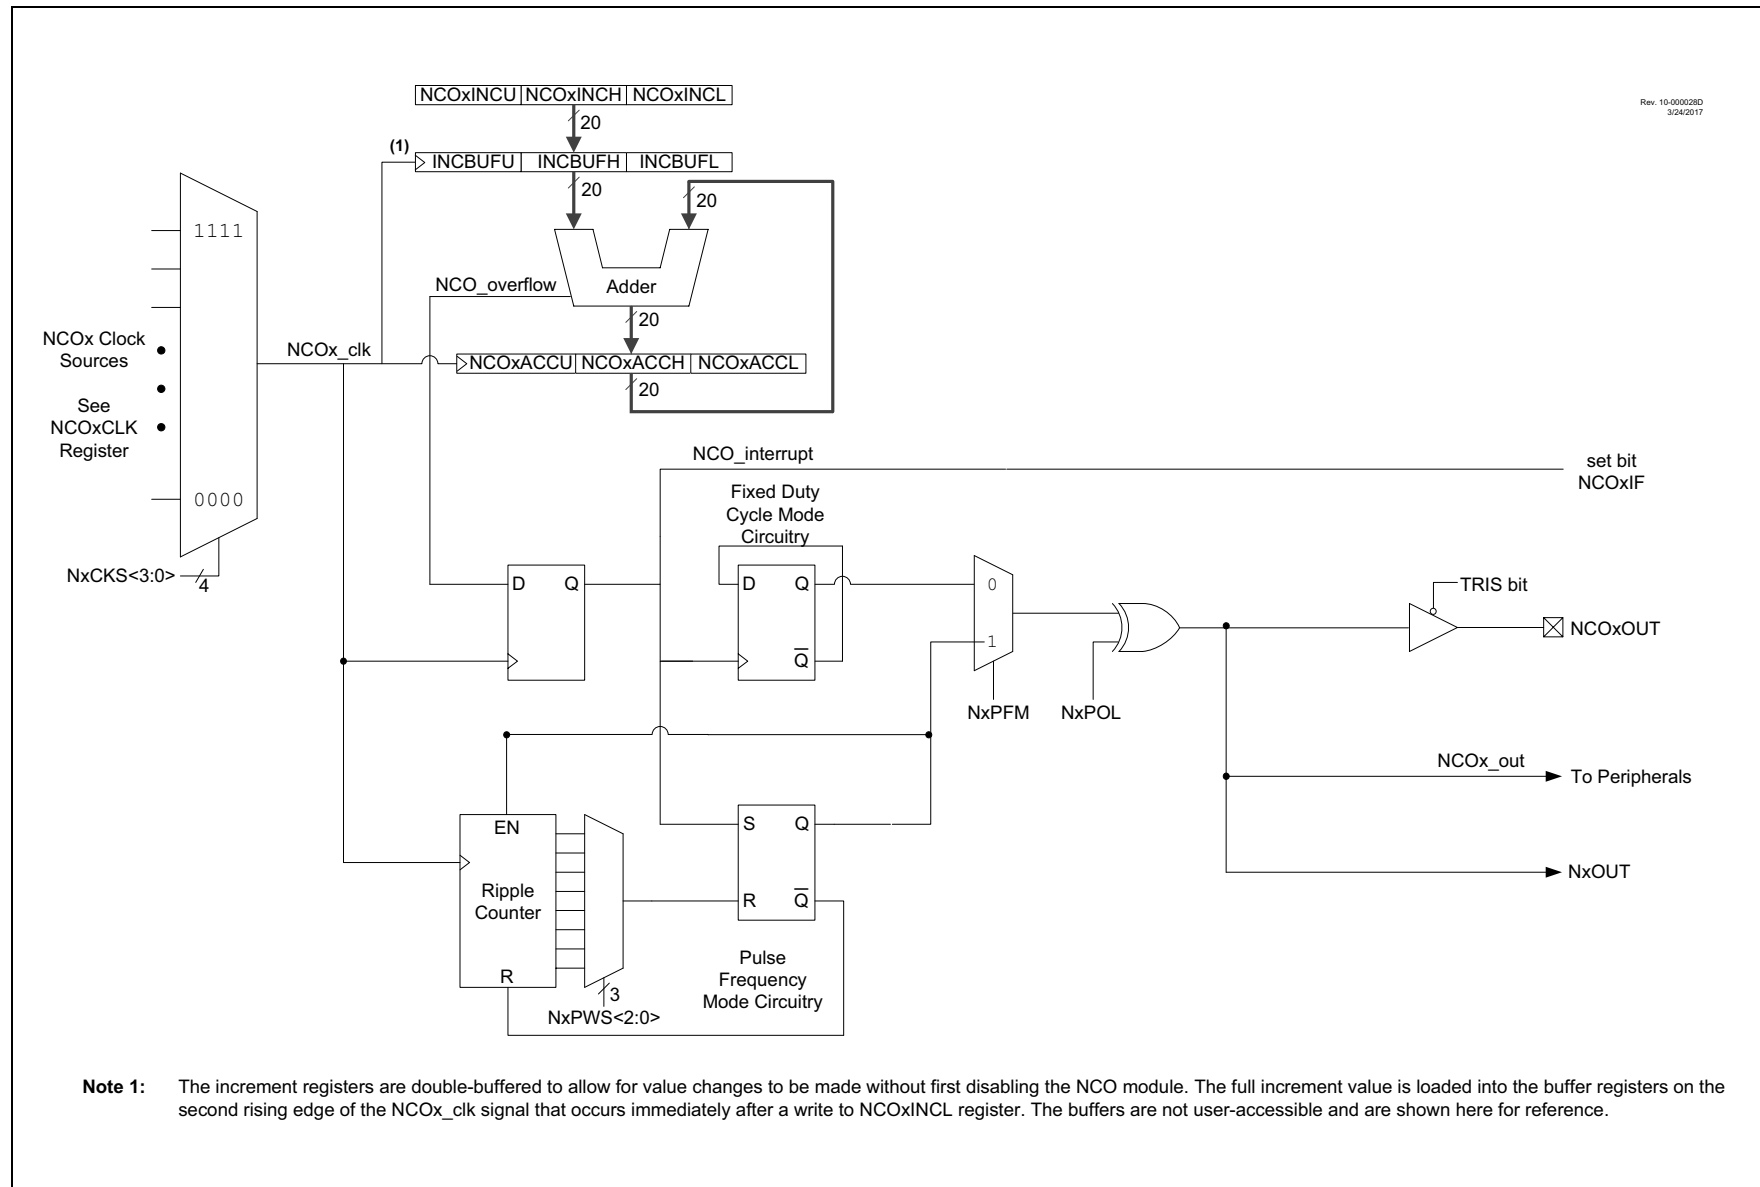 Rev. 10-000028D
3/24/2017
NCOxINCU NCOxINCH NCOxINCL
20
(1)
INCBUFU INCBUFH INCBUFL
20
20
1111
NCO_overflow
Adder
20
NCOx Clock
Sources
See
NCOxCLK
Register
NCOx_clk
NCOxACCU NCOxACCH NCOxACCL
20
0000
NxCKS<3:0>
4
NCO_interrupt
set bit
NCOxIF
Fixed Duty
Cycle Mode
Circuitry
D Q
D Q
Q
0
1
TRIS bit
NCOxOUT
NxPFM
NxPOL
NCOx_out
To Peripherals
EN
S Q
Ripple
Counter
R Q
NxOUT
R
3
NxPWS<2:0>
Pulse
Frequency
Mode Circuitry
Note 1: The increment registers are double-buffered to allow for value changes to be made without first disabling the NCO module. The full increment value is loaded into the buffer registers on the
second rising edge of the NCOx_clk signal that occurs immediately after a write to NCOxINCL register. The buffers are not user-accessible and are shown here for reference.